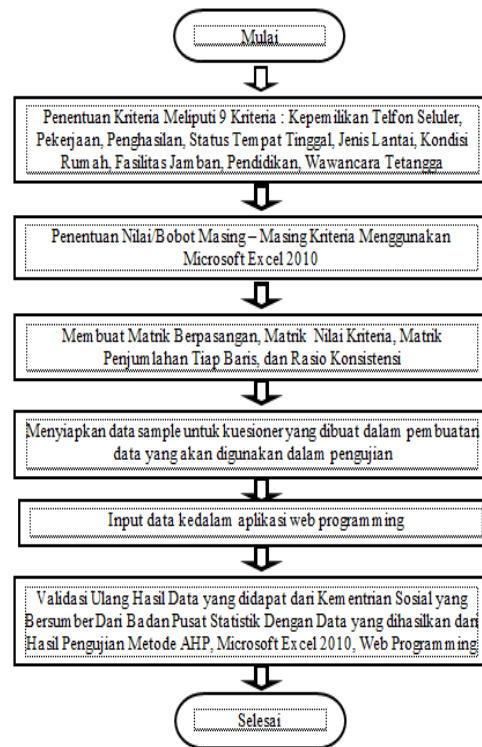 Mulai
Penentuan Kriteria Meliputi 9 Kriteria : Kepemilikan Telfon Seluler,
Pekerjaan, Penghasilan, Status Tempat Tinggal, Jenis Lantai, Kondisi
Rumah, Fasilitas Jamban, Pendidikan, Wawancara Tetangga
Penentuan Nilai/Bobot Masing – Masing Kriteria Menggunakan
Microsoft Excel 2010
Membuat Matrik Berpasangan, Matrik Nilai Kriteria, Matrik
Penjumlahan Tiap Baris, dan Rasio Konsistensi
Menyiapkan data sample untuk kuesioner yang dibuat dalam pembuatan
data yang akan digunakan dalam pengujian
Input data kedalam aplikasi web programming
Validasi Ulang Hasil Data yang didapat dari Kementrian Sosial yang
Bersumber Dari Badan Pusat Statistik Dengan Data yang dihasilkan dari
Hasil Pengujian Metode AHP, Microsoft Excel 2010, Web Programming
Selesai